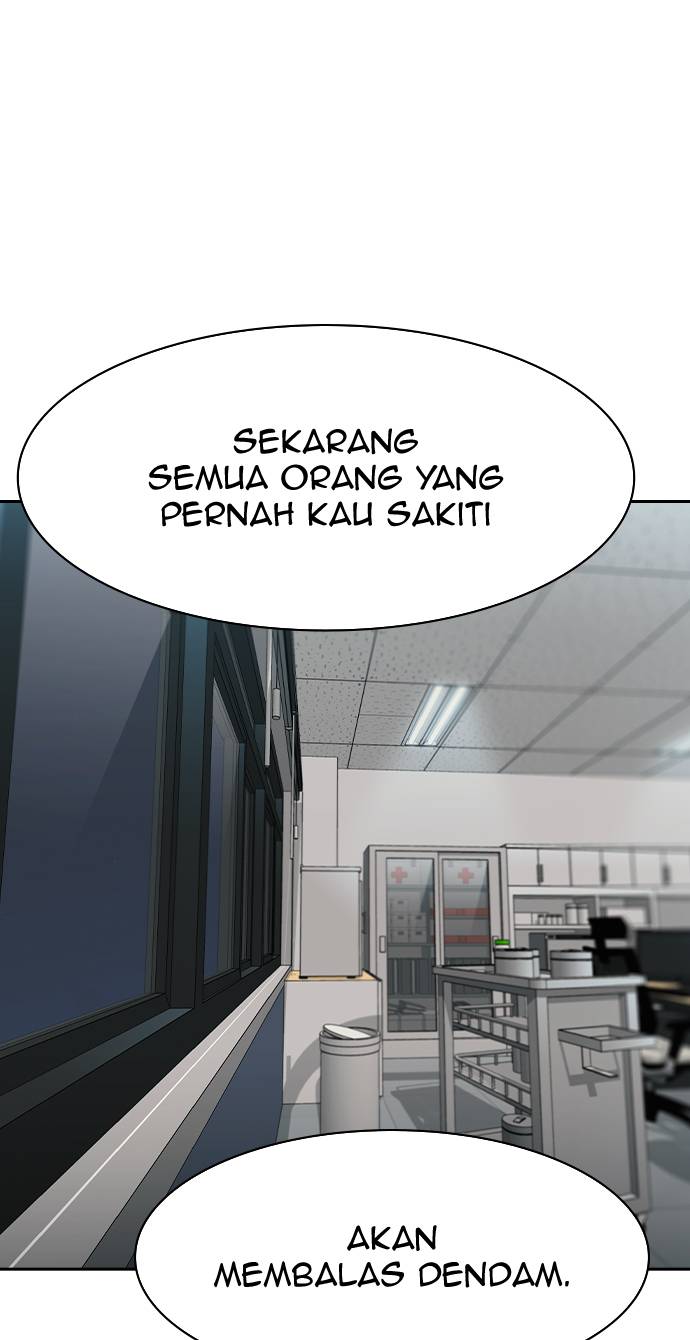 SEKARANG
SEMUA ORANG YANG
PERNAH KAU SAKITI
AKAN
MEMBALAS DENDAM.